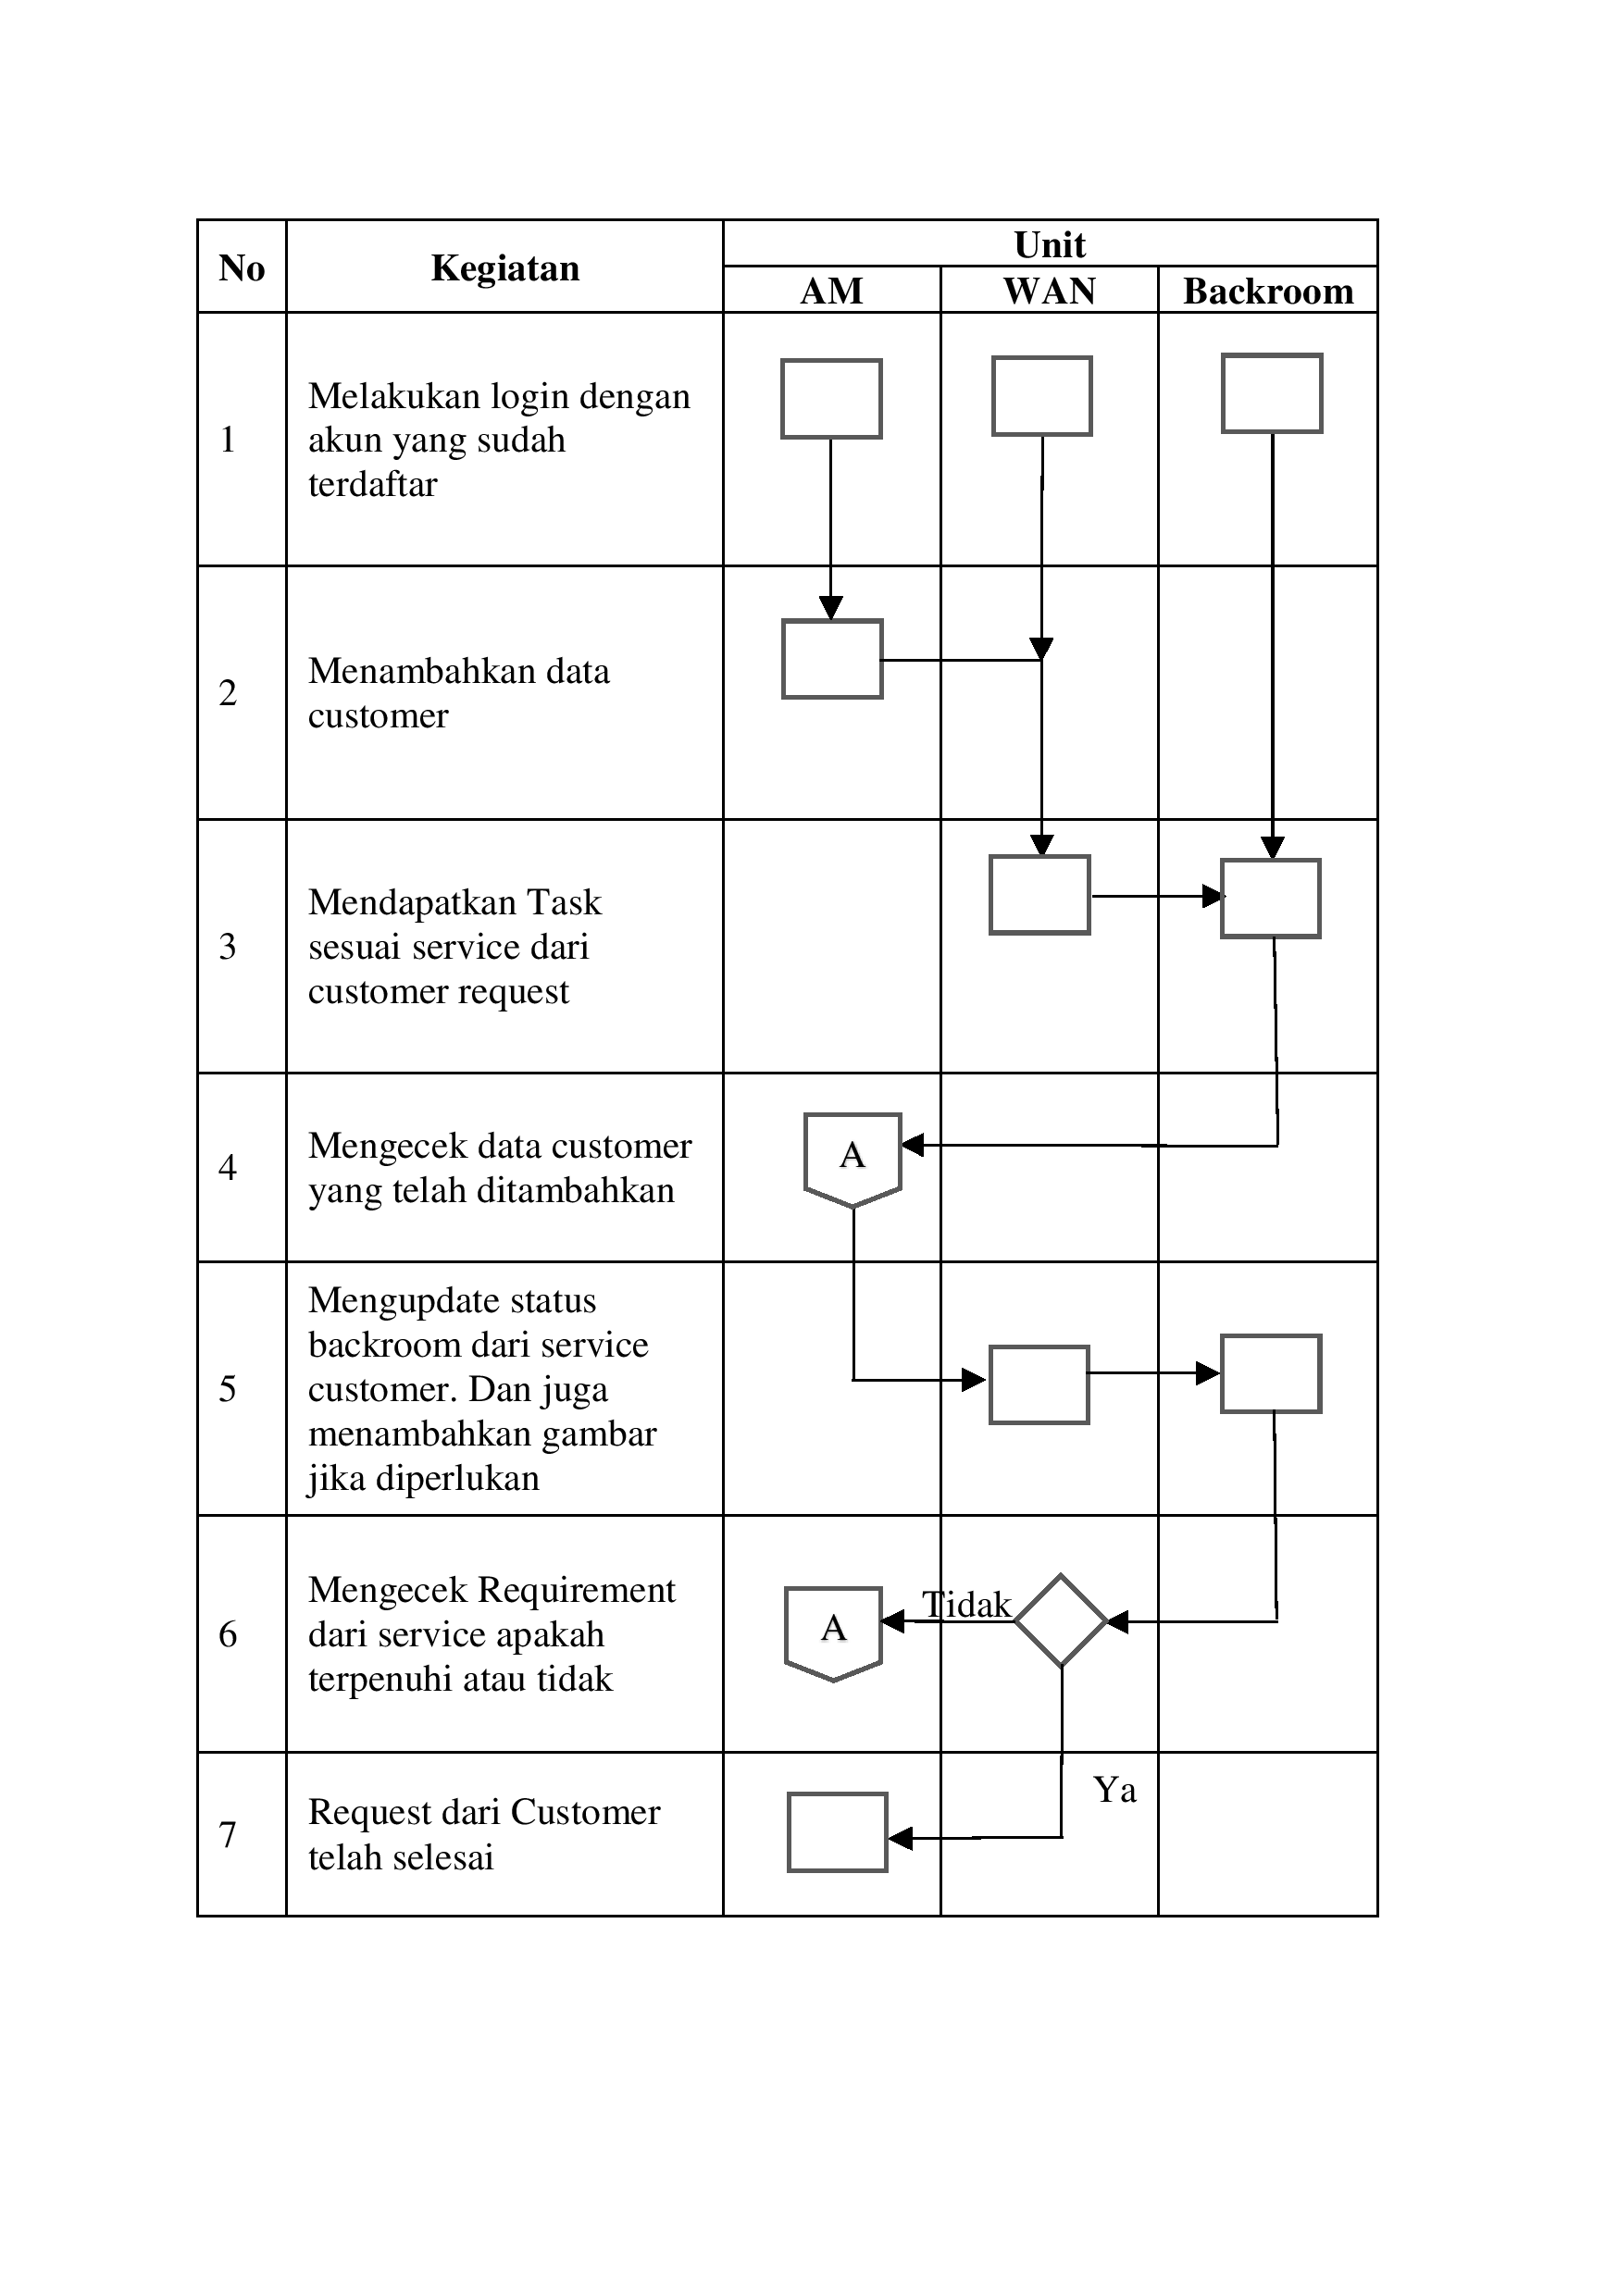 No
Kegiatan
Unit
AM
WAN
Backroom
1
Melakukan login dengan
akun yang sudah
terdaftar
2
Menambahkan data
customer
3
Mendapatkan Task
sesuai service dari
customer request
4
Mengecek data customer
yang telah ditambahkan
A
5
Mengupdate status
backroom dari service
customer. Dan juga
menambahkan gambar
jika diperlukan
6
Mengecek Requirement
dari service apakah
terpenuhi atau tidak
A
Tidak
7
Request dari Customer
telah selesai
Ya